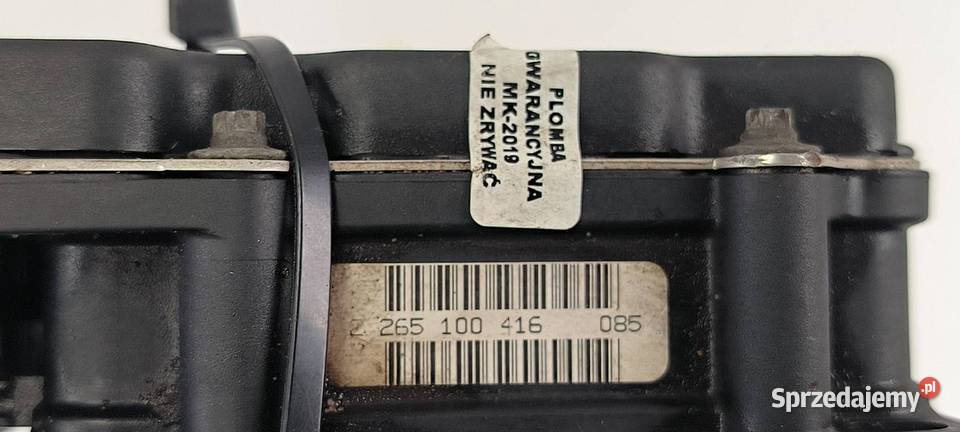 PLOMBA
GWARANCYJNA
MK-2019
NIE ZRYWAĆ
Z 265 100 416 085
Sprzedajemy.pl